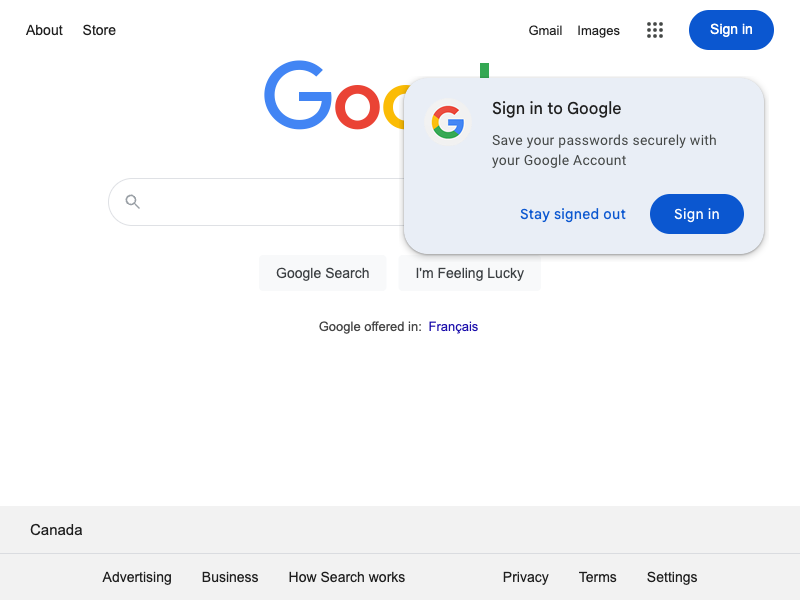 About Store Gmail Images Sign in
Goo
Sign in to Google
Save your passwords securely with
your Google Account
Stay signed out Sign in
Google Search I'm Feeling Lucky
Google offered in: Français
Canada
Advertising Business How Search works Privacy Terms Settings